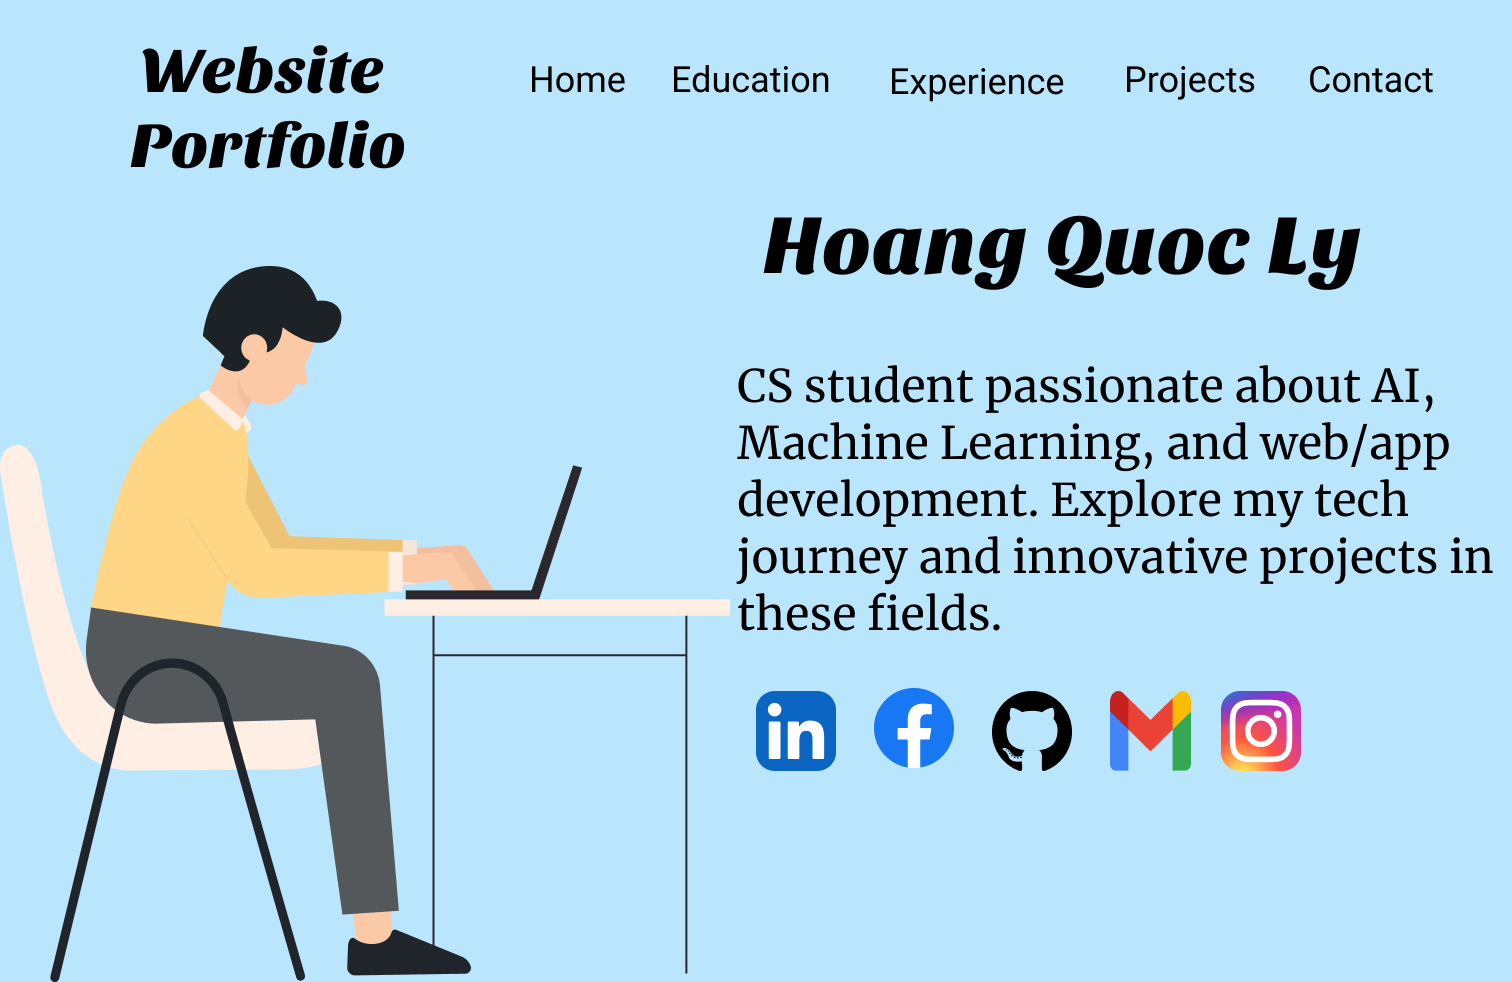 Website
Portfolio
Home Education Experience Projects Contact
Hoang Quoc Ly
CS student passionate about AI,
Machine Learning, and web/app
development. Explore my tech
journey and innovative projects in
these fields.
in